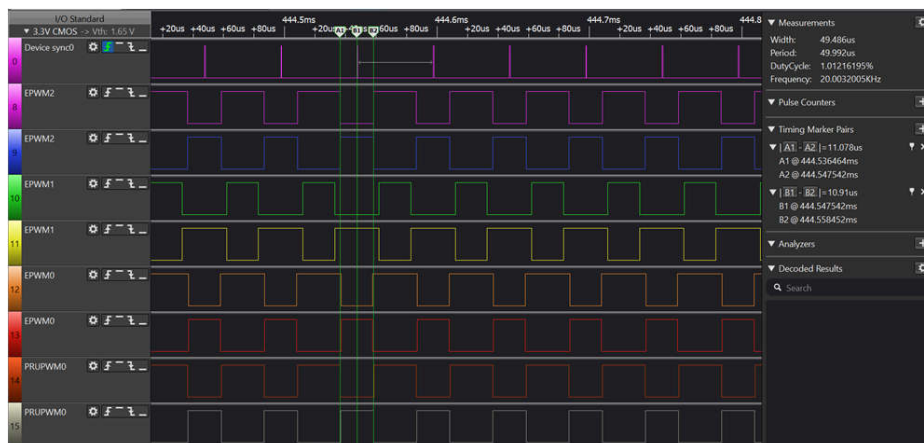 I/O Standard
▼ 3.3V CMOS -> Vth: 1.65 V
444.5ms 444.6ms 444.7ms 444.8
+20us +40us +60us +80us +20us A1 B1 B2 60us +80us +20us +40us +60us +80us +20us +40us +60us +80us
0 Device sync0
8 EPWM2
9 EPWM2
10 EPWM1
11 EPWM1
12 EPWM0
13 EPWM0
14 PRUPWM0
15 PRUPWM0
▼ Measurements
Width: 49.486us
Period: 49.992us
DutyCycle: 1.01216195%
Frequency: 20.0032005KHz
▼ Pulse Counters
▼ Timing Marker Pairs
▼ | A1 - A2 |=11.078us
A1 @ 444.536464ms
A2 @ 444.547542ms
▼ | B1 - B2 |=10.91us
B1 @ 444.547542ms
B2 @ 444.558452ms
▼ Analyzers
▼ Decoded Results
Search